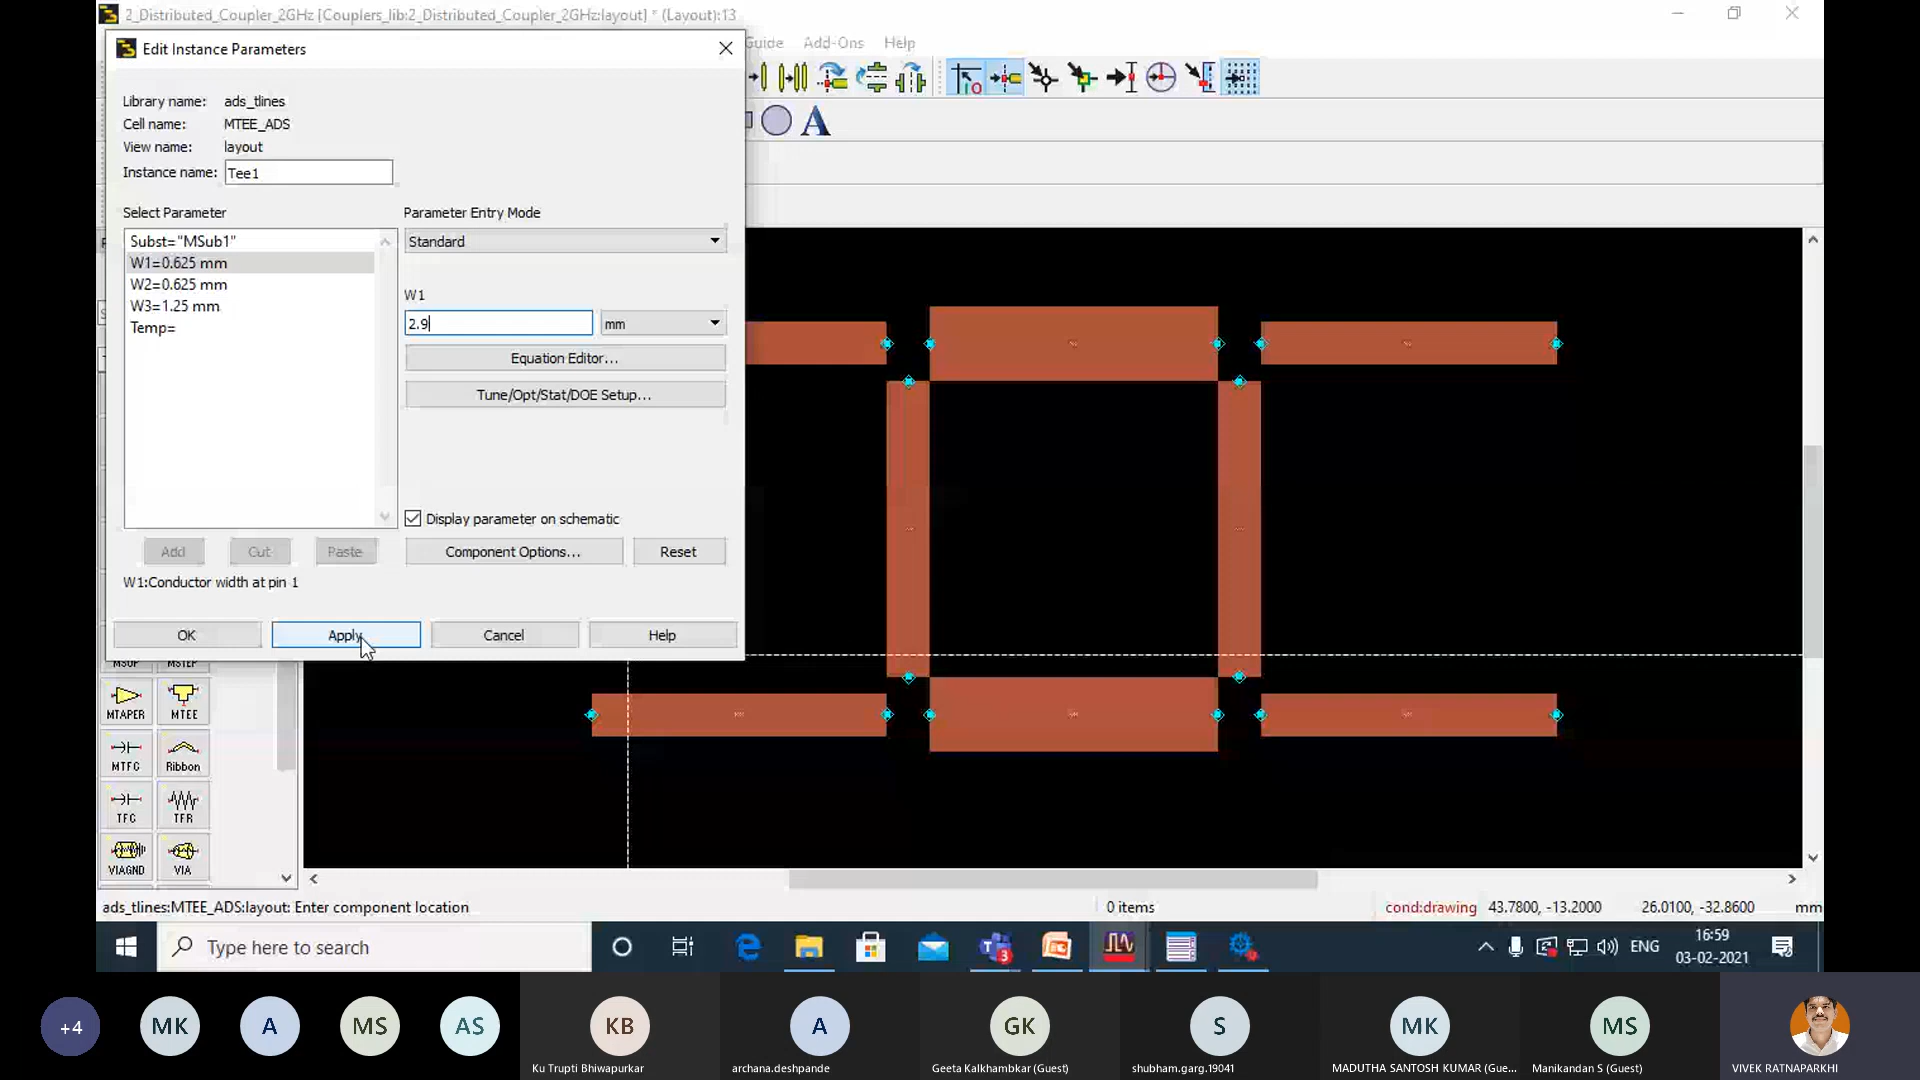 2_Distributed_Coupler_2GHz [Couplers_lib:2_Distributed_Coupler_2GHz:layout] * (Layout):13
Edit Instance Parameters
Guide Add-Ons Help
Library name: ads_tlines
Cell name: MTEE_ADS
View name: layout
Instance name: Tee1
Select Parameter
Parameter Entry Mode
Subst="MSub1"
Standard
W1=0.625 mm
W2=0.625 mm
W3=1.25 mm
Temp=
W1
2.9 mm
Equation Editor...
Tune/Opt/Stat/DOE Setup...
Display parameter on schematic
Add Cut Paste
Component Options... Reset
W1:Conductor width at pin 1
OK Apply Cancel Help
MTAPER MTEE
MTFC Ribbon
TFC TFR
VIAGND VIA
ads_tlines:MTEE_ADS:layout: Enter component location
0 items
cond:drawing 43.7800, -13.2000 26.0100, -32.8600 mm
Type here to search
3
ENG
16:59
03-02-2021
+4 MK A MS AS KB A GK S MK MS
Ku Trupti Bhiwapurkar
archana.deshpande
Geeta Kalkhambkar (Guest)
shubham.garg.19041
MADUTHA SANTOSH KUMAR (Gue...
Manikandan S (Guest)
VIVEK RATNAPARKHI